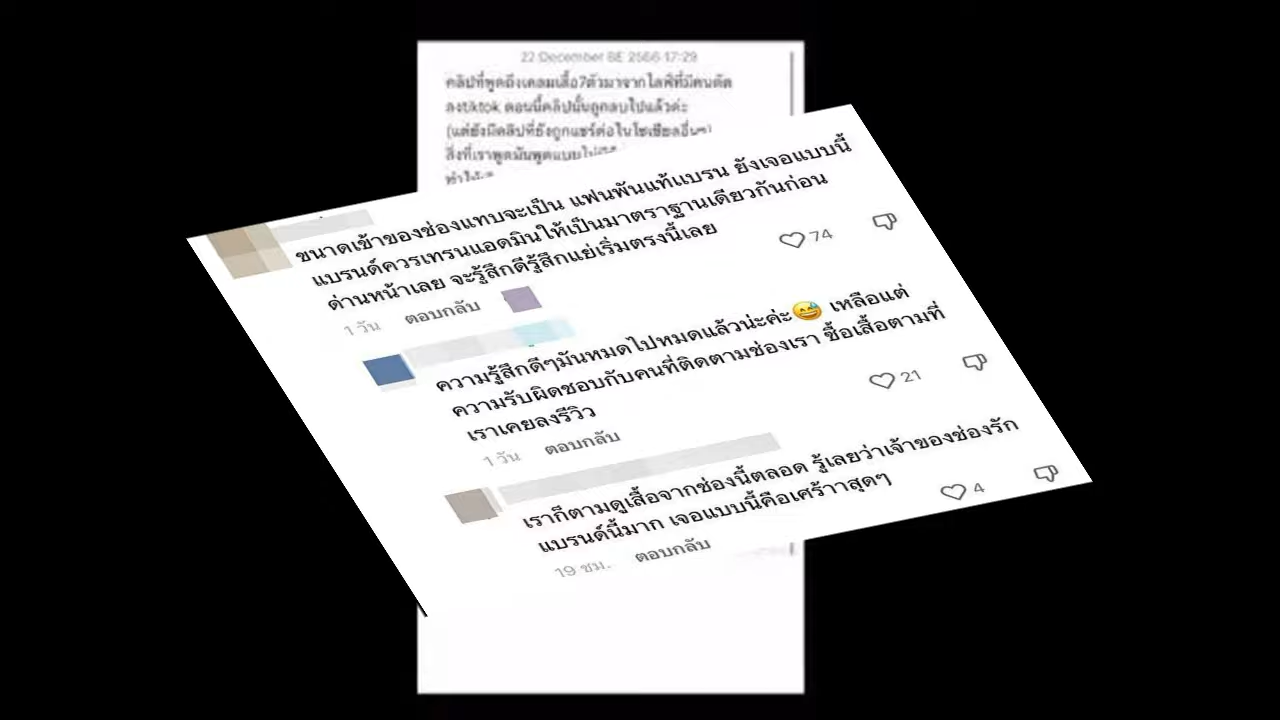 22 December BE 2566 17:29
คลิปที่พูดถึงเคลมเสื้อ7ตัวมาจากไลฟ์ที่มีคนตัด
ลงtiktok ตอนนี้คลิปนั้นถูกลบไปแล้วค่ะ
(แต่ยังมีคลิปที่ยังถูกแชร์ต่อในโซเชียลอื่นๆ)
สิ่งที่เราพูดมันพูดแบบไม่มี
ขนาดเข้าของช่องแทบจะเป็น แฟนพันแท้แบรน ยังเจอแบบนี้
แบรนด์ควรเทรนแอดมินให้เป็นมาตราฐานเดียวกันก่อน
ด่านหน้าเลย จะรู้สึกดีรู้สึกแย่เริ่มตรงนี้เลย
1 วัน ตอบกลับ 74
ความรู้สึกดีๆมันหมดไปหมดแล้วน่ะค่ะ😅 เหลือแต่
ความรับผิดชอบกับคนที่ติดตามช่องเรา ซื้อเสื้อตามที่
เราเคยลงรีวิว
1 วัน ตอบกลับ 21
เราก็ตามดูเสื้อจากช่องนี้ตลอด รู้เลยว่าเจ้าของช่องรัก
แบรนด์นี้มาก เจอแบบนี้คือเศร้าาสุดๆ
19 ชม. ตอบกลับ 4